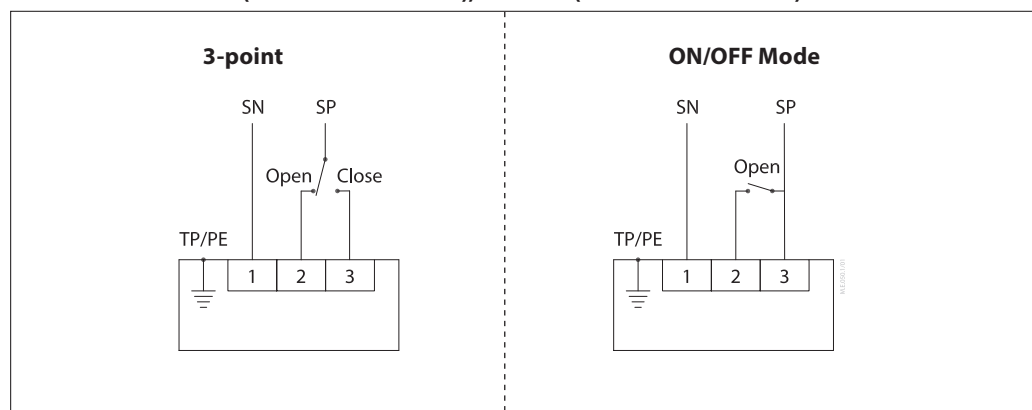 3-point
SN SP
Open Close
TP/PE
1 2 3
ON/OFF Mode
SN SP
Open
TP/PE
1 2 3